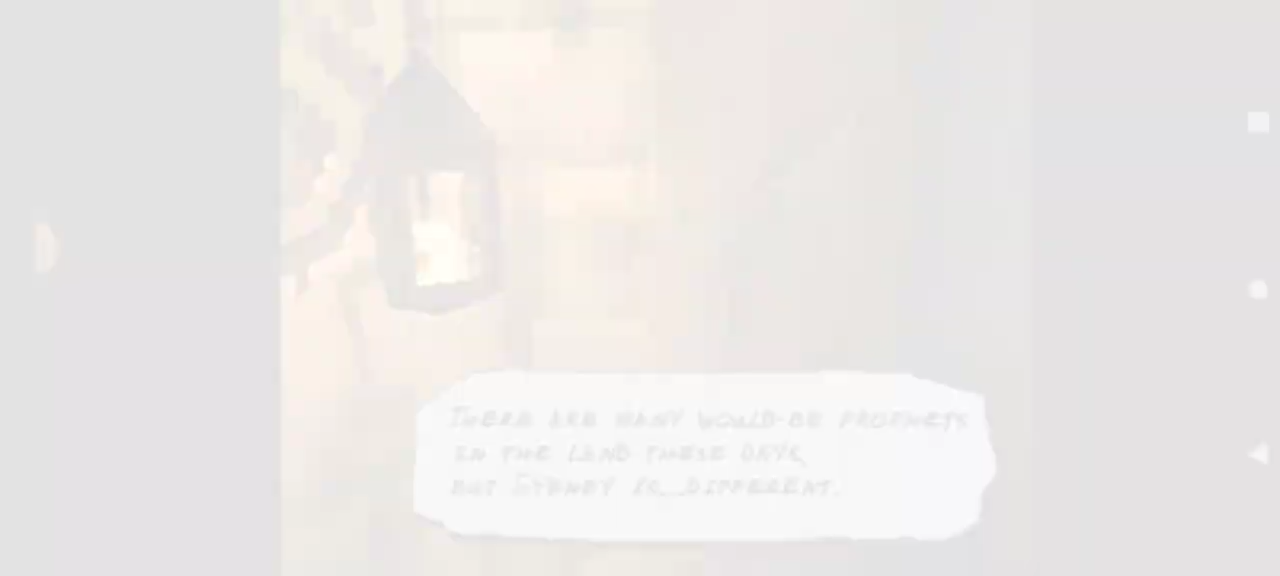 THERE ARE MANY WOULD-BE PROPHETS
IN THE LAND THESE DAYS,
BUT SYDNEY IS...DIFFERENT.